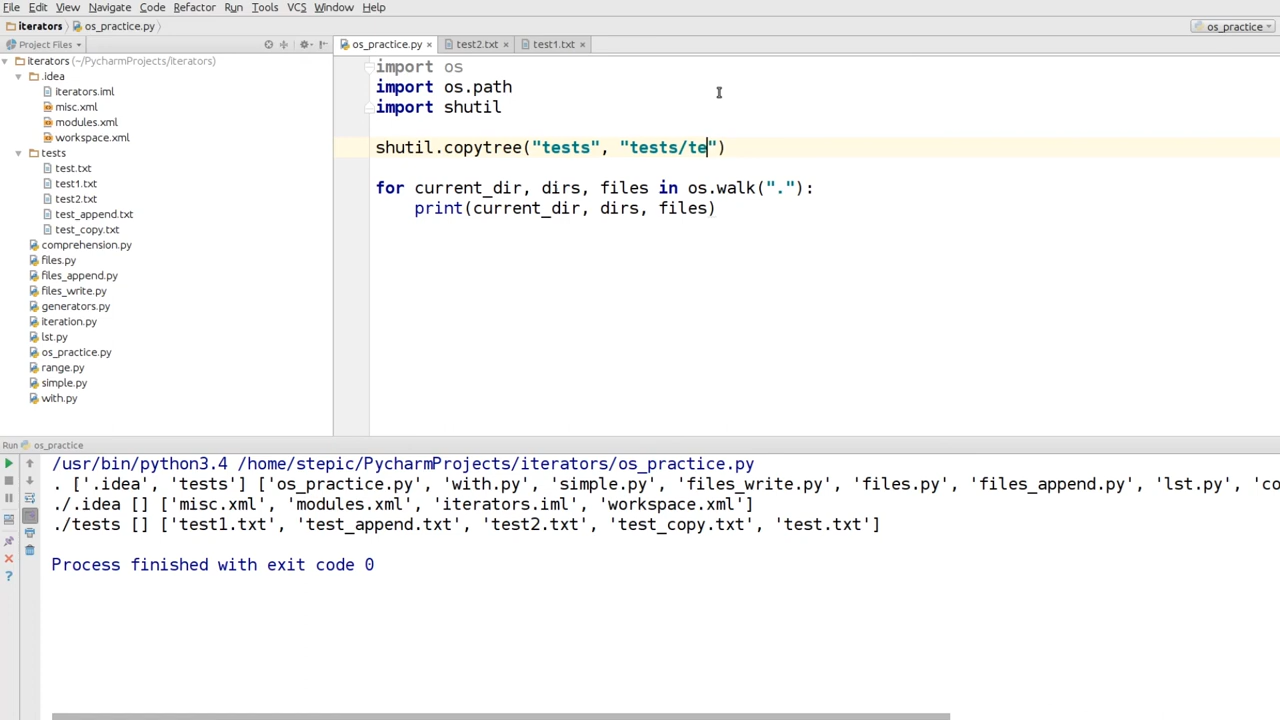 File Edit View Navigate Code Refactor Run Tools VCS Window Help
iterators os_practice.py os_practice
Project Files os_practice.py test2.txt test1.txt
iterators (~/PycharmProjects/iterators)
.idea
iterators.iml
misc.xml
modules.xml
workspace.xml
tests
test.txt
test1.txt
test2.txt
test_append.txt
test_copy.txt
comprehension.py
files.py
files_append.py
files_write.py
generators.py
iteration.py
lst.py
os_practice.py
range.py
simple.py
with.py
import os
import os.path
import shutil
shutil.copytree("tests", "tests/te")
for current_dir, dirs, files in os.walk("."):
print(current_dir, dirs, files)
Run os_practice
/usr/bin/python3.4 /home/stepic/PycharmProjects/iterators/os_practice.py
. ['.idea', 'tests'] ['os_practice.py', 'with.py', 'simple.py', 'files_write.py', 'files.py', 'files_append.py', 'lst.py', 'co
./.idea [] ['misc.xml', 'modules.xml', 'iterators.iml', 'workspace.xml']
./tests [] ['test1.txt', 'test_append.txt', 'test2.txt', 'test_copy.txt', 'test.txt']
Process finished with exit code 0